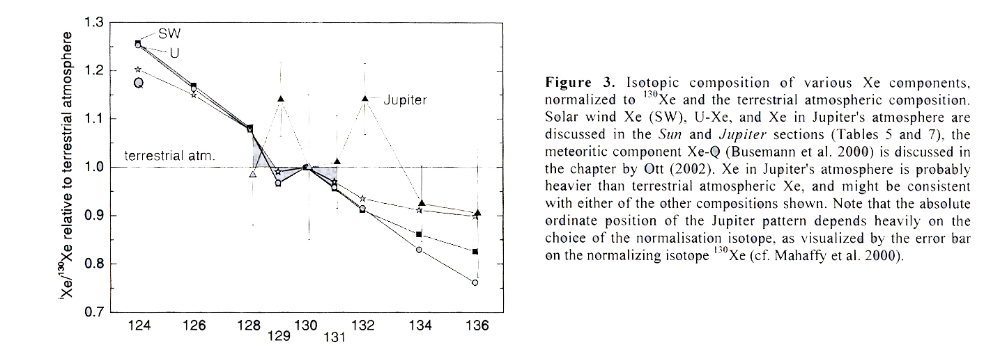 1.3
1.2
1.1
1.0
0.9
0.8
0.7
ⁱXe/¹³⁰Xe relative to terrestrial atmosphere
SW
U
Jupiter
terrestrial atm.
124 126 128 130 132 134 136
129 131
Figure 3. Isotopic composition of various Xe components,
normalized to ¹³⁰Xe and the terrestrial atmospheric composition.
Solar wind Xe (SW), U-Xe, and Xe in Jupiter's atmosphere are
discussed in the Sun and Jupiter sections (Tables 5 and 7), the
meteoritic component Xe-Q (Busemann et al. 2000) is discussed in
the chapter by Ott (2002). Xe in Jupiter's atmosphere is probably
heavier than terrestrial atmospheric Xe, and might be consistent
with either of the other compositions shown. Note that the absolute
ordinate position of the Jupiter pattern depends heavily on the
choice of the normalisation isotope, as visualized by the error bar
on the normalizing isotope ¹³⁰Xe (cf. Mahaffy et al. 2000).